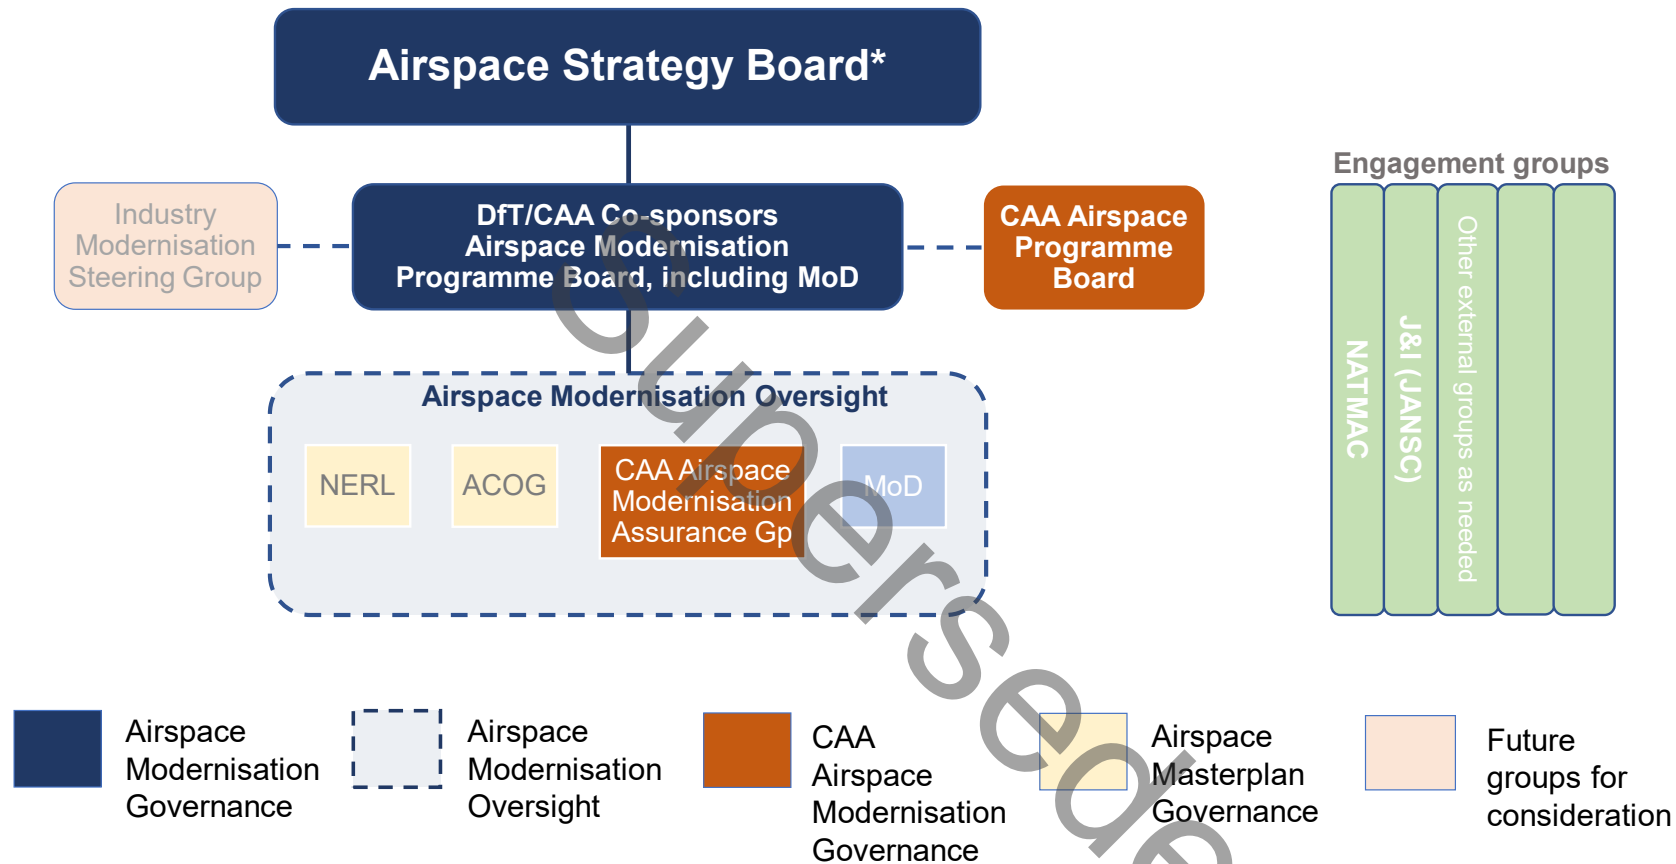 Airspace Strategy Board*
Engagement groups
Industry
Modernisation
Steering Group
DfT/CAA Co-sponsors
Airspace Modernisation
Programme Board, including MoD
CAA Airspace
Programme
Board
NATMAC
J&I (JANSC)
Other external groups as needed
Airspace Modernisation Oversight
NERL
ACOG
CAA Airspace
Modernisation
Assurance Gp
MoD
Airspace
Modernisation
Governance
Airspace
Modernisation
Oversight
CAA
Airspace
Modernisation
Governance
Airspace
Masterplan
Governance
Future
groups for
consideration
Supersede